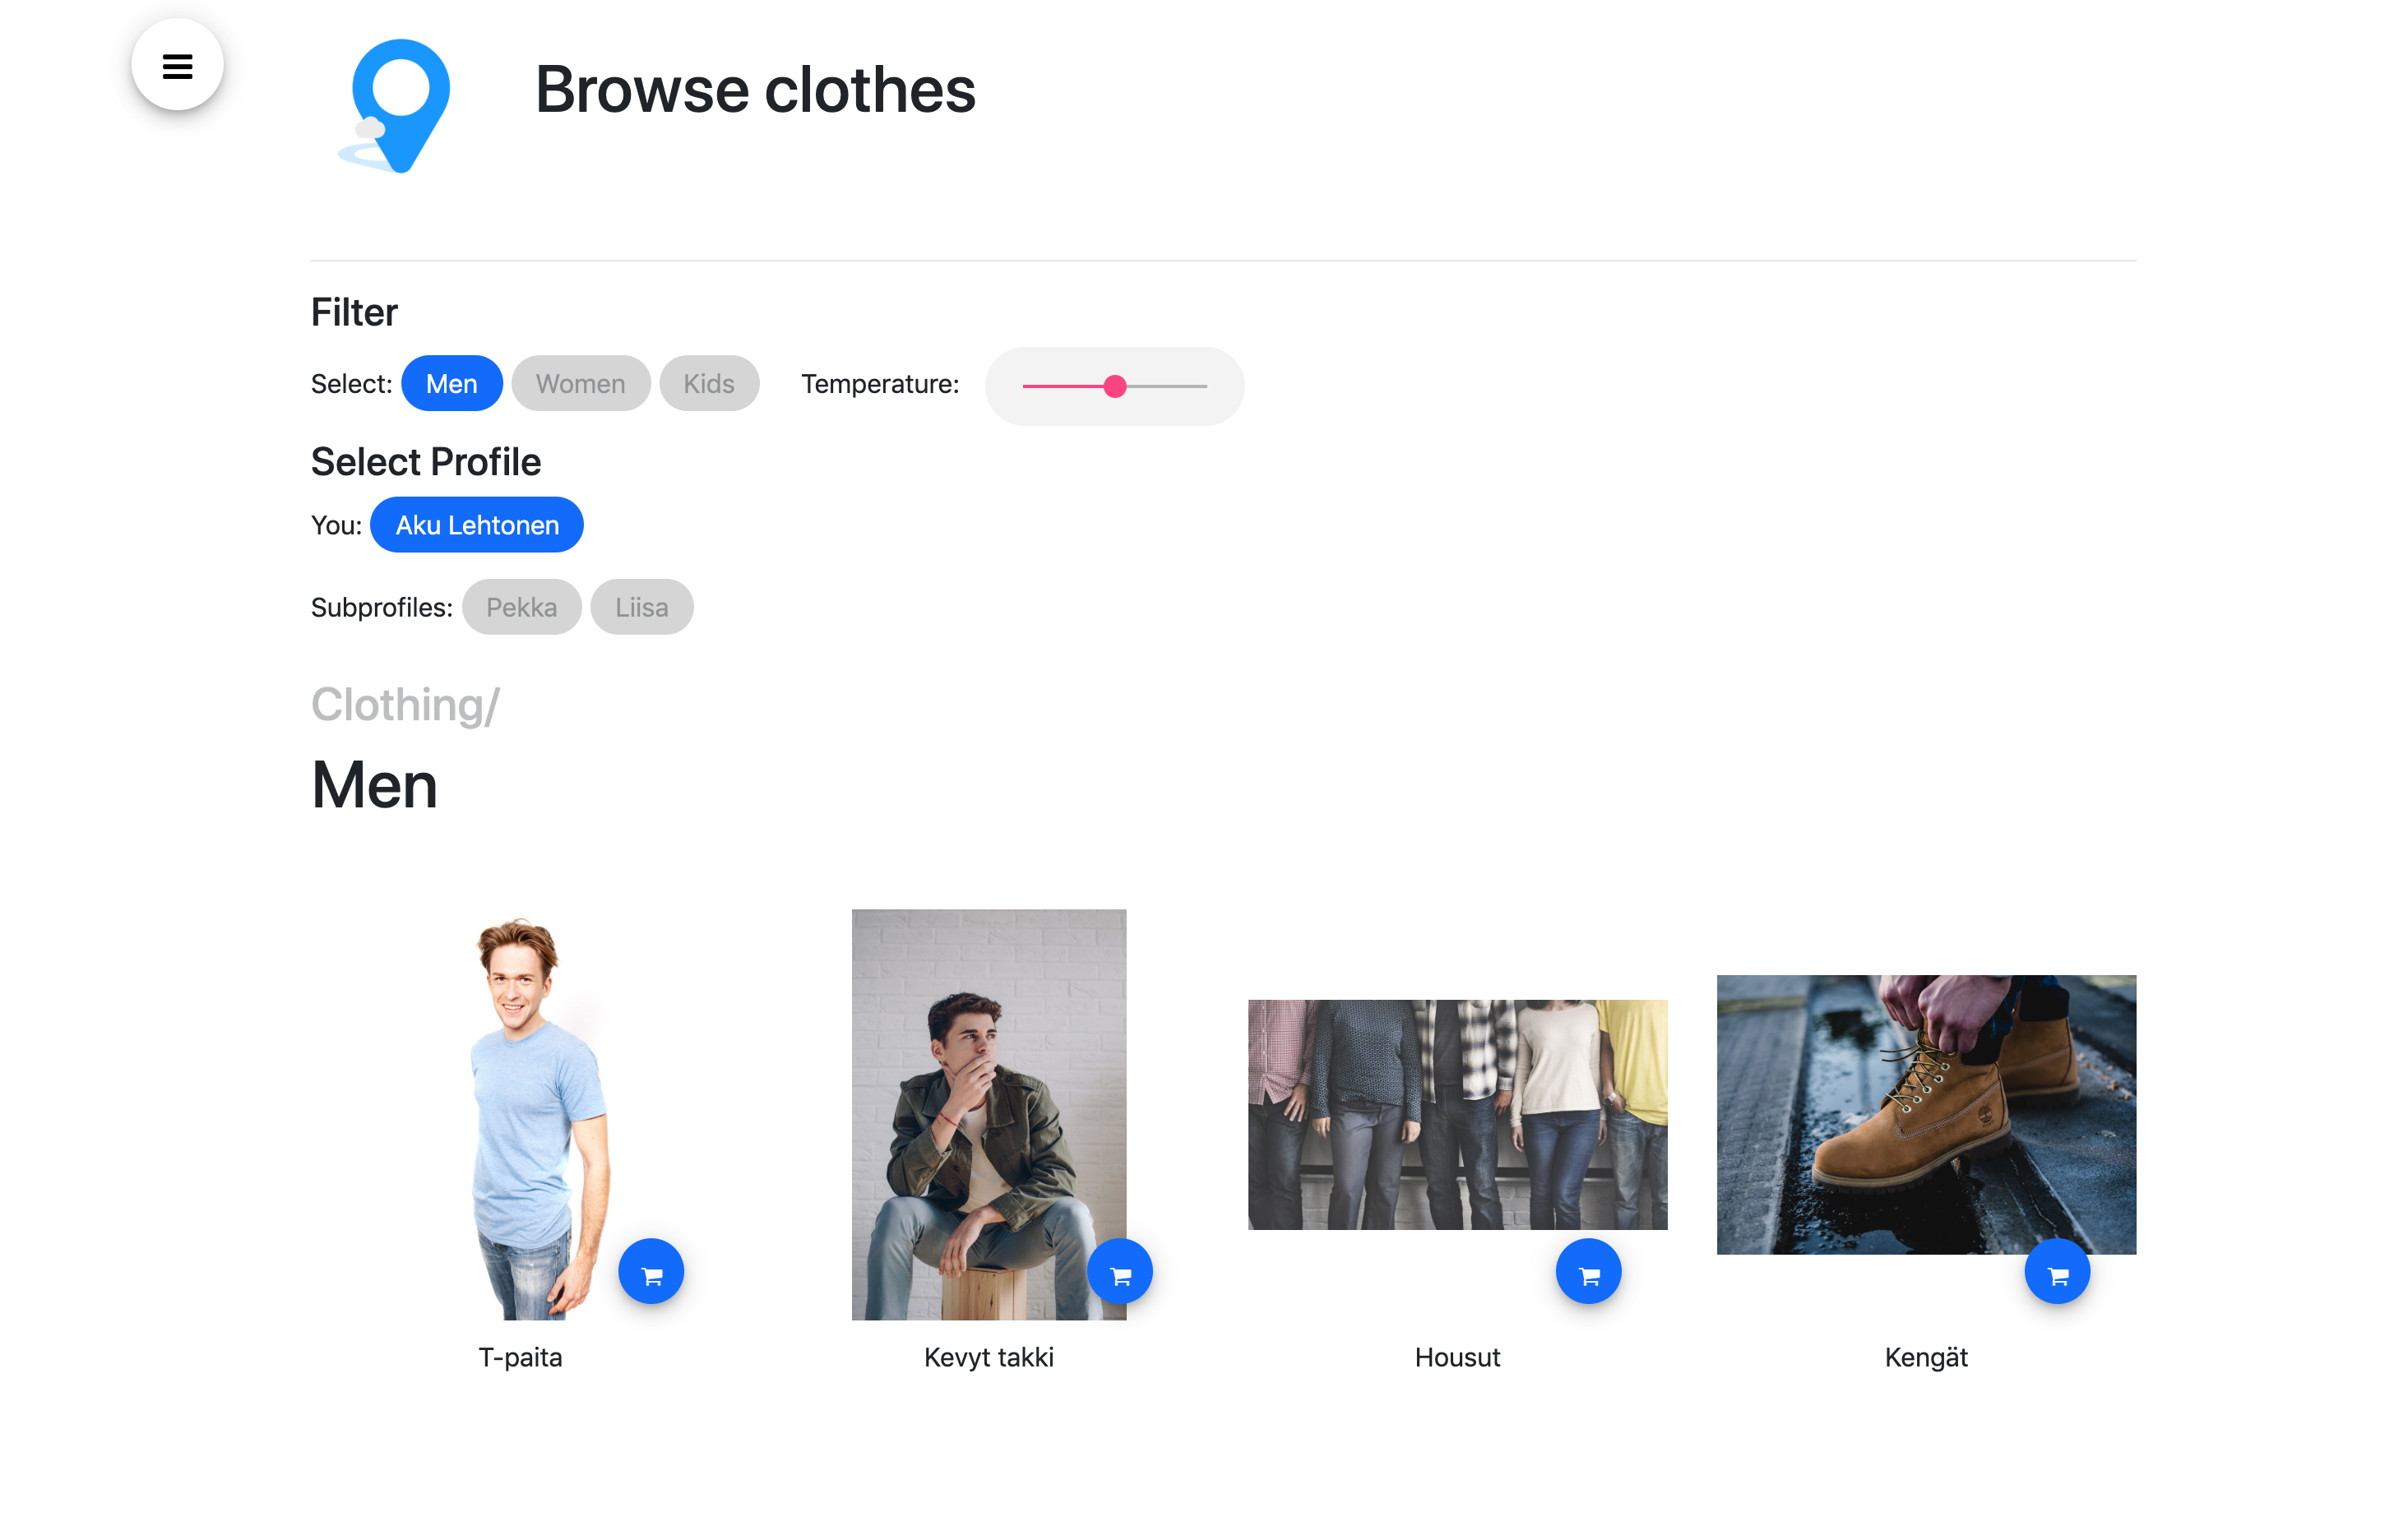 Browse clothes
Filter
Select: Men Women Kids Temperature:
Select Profile
You: Aku Lehtonen
Subprofiles: Pekka Liisa
Clothing/
Men
T-paita Kevyt takki Housut Kengät